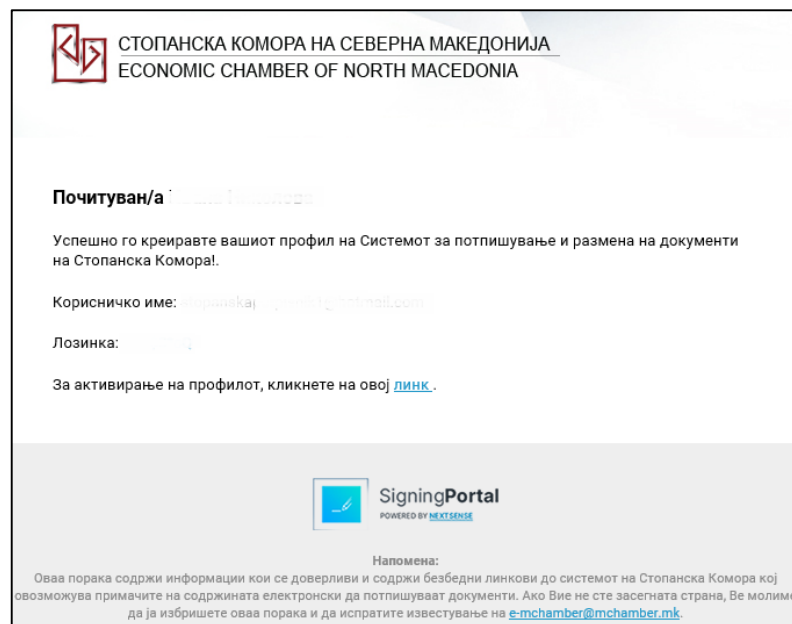 СТОПАНСКА КОМОРА НА СЕВЕРНА МАКЕДОНИЈА
ECONOMIC CHAMBER OF NORTH MACEDONIA
Почитуван/а
Успешно го креиравте вашиот профил на Системот за потпишување и размена на документи
на Стопанска Комора!.
Корисничко име:
Лозинка:
За активирање на профилот, кликнете на овој линк .
SigningPortal
POWERED BY NEXTSENSE
Напомена:
Оваа порака содржи информации кои се доверливи и содржи безбедни линкови до системот на Стопанска Комора кој
овозможува примачите на содржината електронски да потпишуваат документи. Ако Вие не сте засегната страна, Ве молиме
да ја избришете оваа порака и да испратите известување на e-mchamber@mchamber.mk.